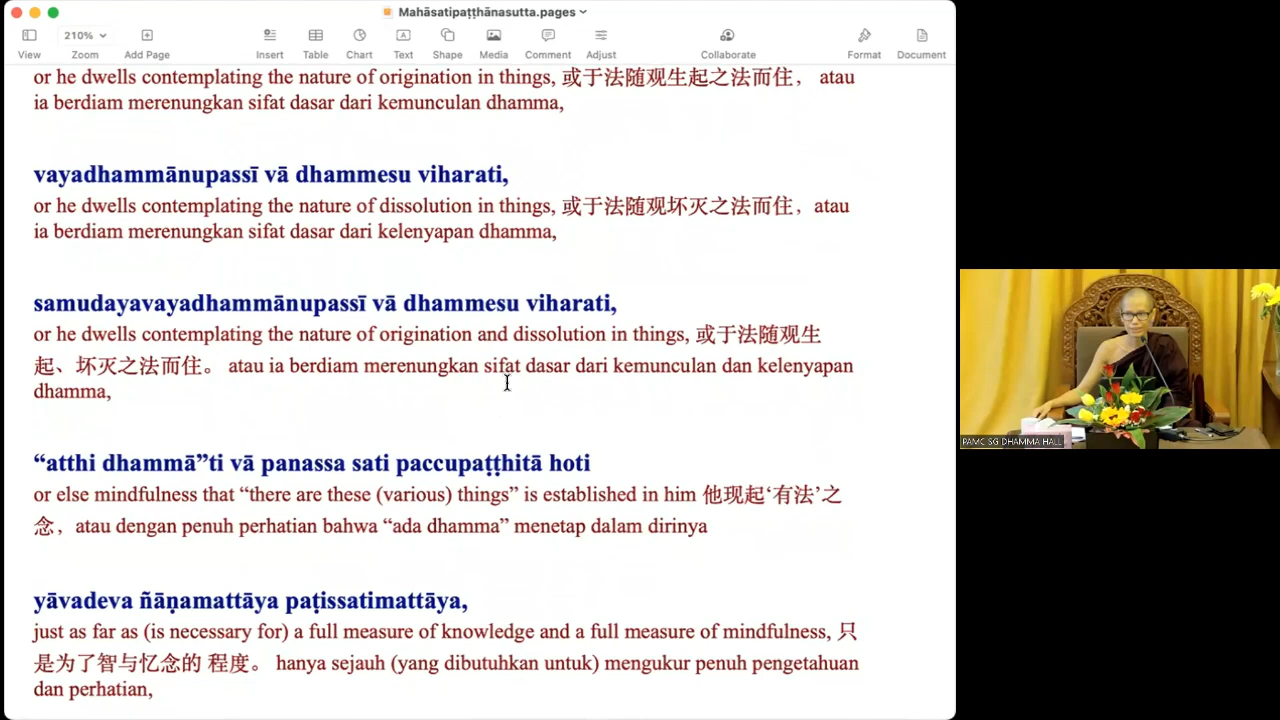 Mahāsatipaṭṭhānasutta.pages
210%
View
Zoom
Add Page
Insert
Table
Chart
Text
Shape
Media
Comment
Adjust
Collaborate
Format
Document
or he dwells contemplating the nature of origination in things, 或于法随观生起之法而住， atau
ia berdiam merenungkan sifat dasar dari kemunculan dhamma,
vayadhammānupassī vā dhammesu viharati,
or he dwells contemplating the nature of dissolution in things, 或于法随观坏灭之法而住，atau
ia berdiam merenungkan sifat dasar dari kelenyapan dhamma,
samudayavayadhammānupassī vā dhammesu viharati,
or he dwells contemplating the nature of origination and dissolution in things, 或于法随观生
起、坏灭之法而住。 atau ia berdiam merenungkan sifat dasar dari kemunculan dan kelenyapan
dhamma,
“atthi dhammā”ti vā panassa sati paccupaṭṭhitā hoti
or else mindfulness that “there are these (various) things” is established in him 他现起‘有法’之
念，atau dengan penuh perhatian bahwa “ada dhamma” menetap dalam dirinya
yāvadeva ñāṇamattāya paṭissatimattāya,
just as far as (is necessary for) a full measure of knowledge and a full measure of mindfulness, 只
是为了智与忆念的 程度。 hanya sejauh (yang dibutuhkan untuk) mengukur penuh pengetahuan
dan perhatian,
PAMC SG DHAMMA HALL